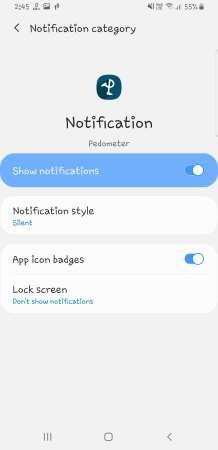 2:45 55%
Notification category
Notification
Pedometer
Show notifications
Notification style
Silent
App icon badges
Lock screen
Don't show notifications